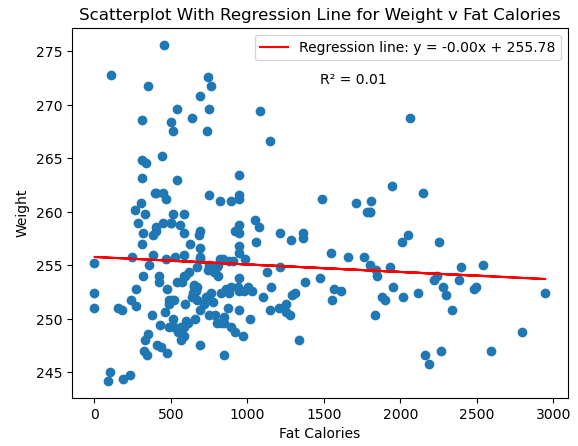 Scatterplot With Regression Line for Weight v Fat Calories
Regression line: y = -0.00x + 255.78
R² = 0.01
275
270
265
260
255
250
245
Weight
0 500 1000 1500 2000 2500 3000
Fat Calories